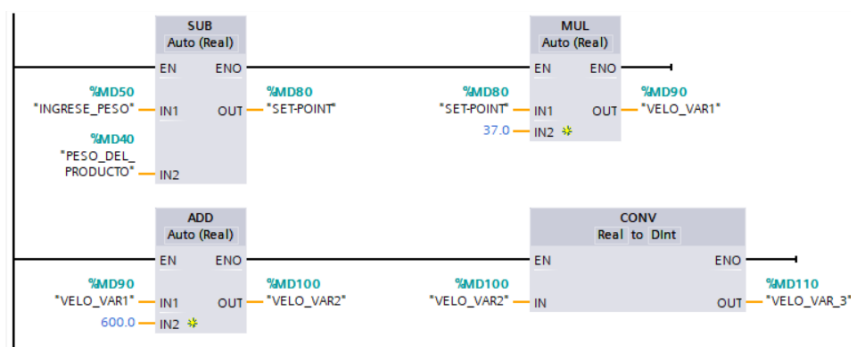 SUB
Auto (Real)
EN ENO
%MD50
"INGRESE_PESO" IN1
OUT %MD80
"SET-POINT"
%MD40
"PESO_DEL_
PRODUCTO" IN2
MUL
Auto (Real)
EN ENO
%MD80
"SET-POINT" IN1
OUT %MD90
"VELO_VAR1"
37.0 IN2
ADD
Auto (Real)
EN ENO
%MD90
"VELO_VAR1" IN1
OUT %MD100
"VELO_VAR2"
600.0 IN2
CONV
Real to DInt
EN ENO
%MD100
"VELO_VAR2" IN
OUT %MD110
"VELO_VAR_3"